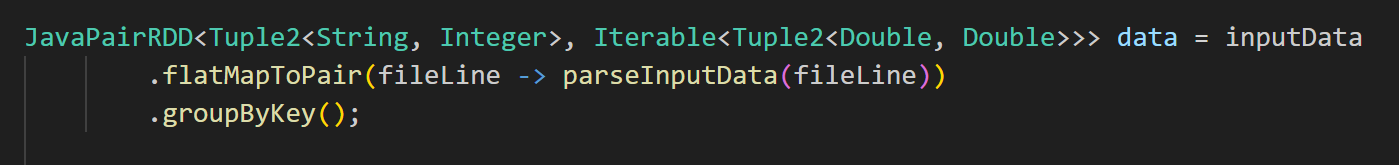 JavaPairRDD<Tuple2<String, Integer>, Iterable<Tuple2<Double, Double>>> data = inputData
.flatMapToPair(fileLine -> parseInputData(fileLine))
.groupByKey();